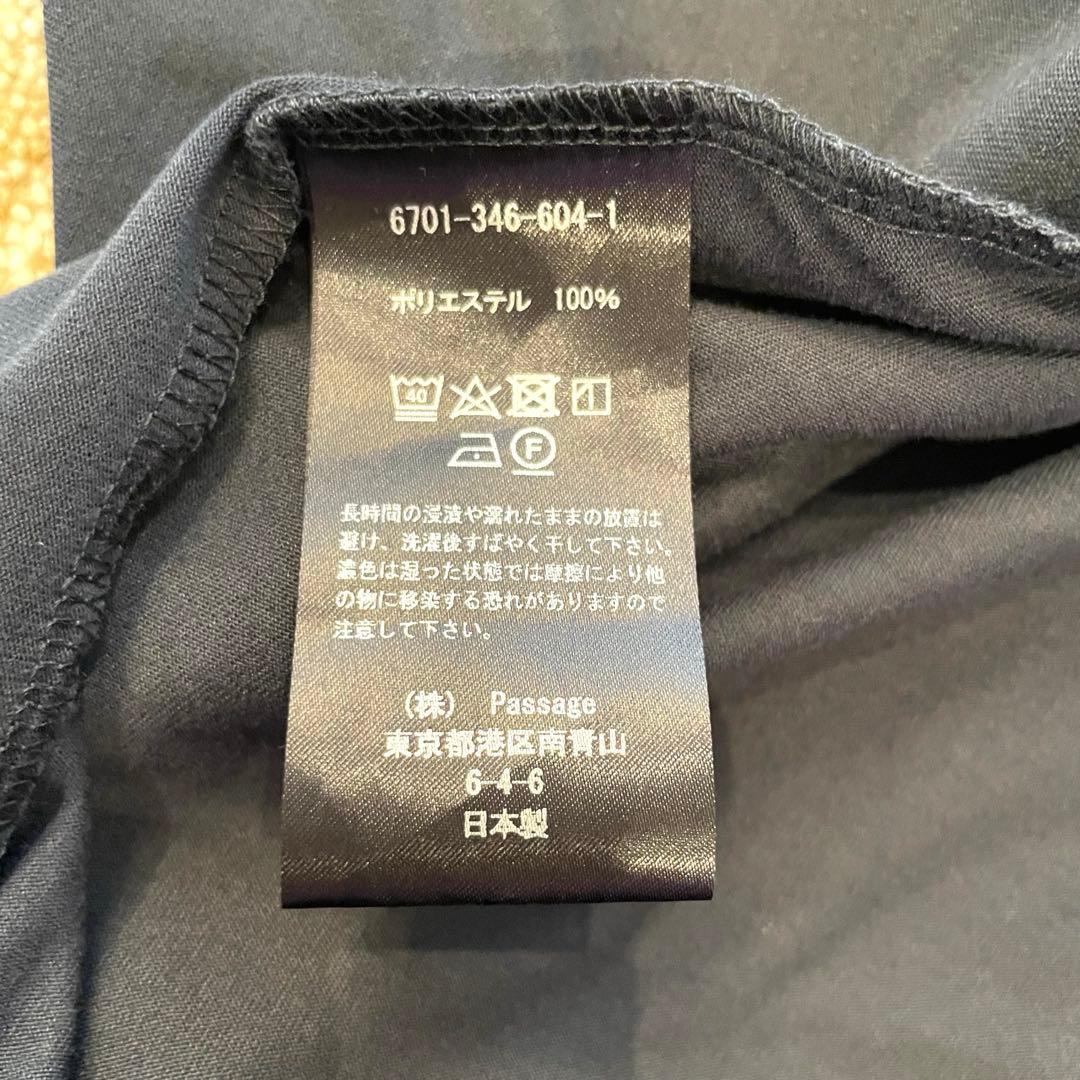 6701-346-604-1
ポリエステル 100%
40
F
長時間の浸漬や濡れたままの放置は
避け、洗濯後すばやく干して下さい。
濃色は湿った状態では摩擦により他
の物に移染する恐れがありますので
注意して下さい。
(株) Passage
東京都港区南青山
6-4-6
日本製